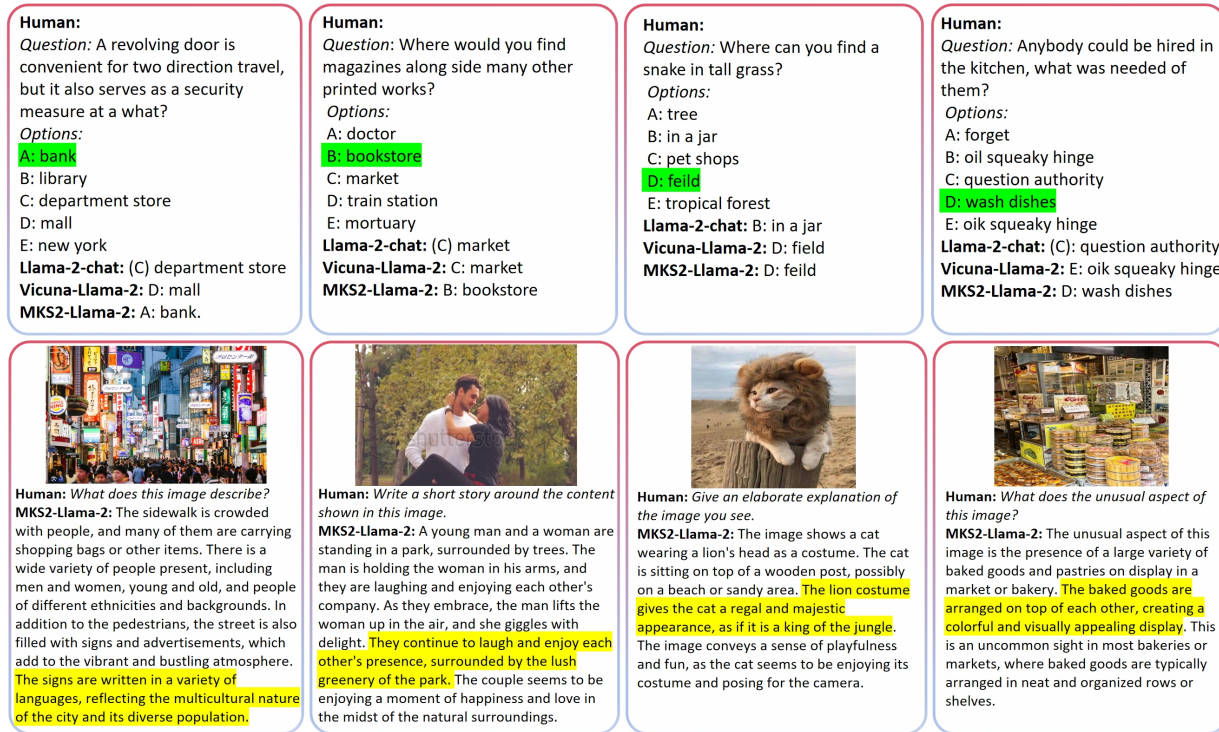 Human:
Question: A revolving door is
convenient for two direction travel,
but it also serves as a security
measure at a what?
Options:
A: bank
B: library
C: department store
D: mall
E: new york
Llama-2-chat: (C) department store
Vicuna-Llama-2: D: mall
MKS2-Llama-2: A: bank.
Human:
Question: Where would you find
magazines along side many other
printed works?
Options:
A: doctor
B: bookstore
C: market
D: train station
E: mortuary
Llama-2-chat: (C) market
Vicuna-Llama-2: C: market
MKS2-Llama-2: B: bookstore
Human:
Question: Where can you find a
snake in tall grass?
Options:
A: tree
B: in a jar
C: pet shops
D: feild
E: tropical forest
Llama-2-chat: B: in a jar
Vicuna-Llama-2: D: field
MKS2-Llama-2: D: feild
Human:
Question: Anybody could be hired in
the kitchen, what was needed of
them?
Options:
A: forget
B: oil squeaky hinge
C: question authority
D: wash dishes
E: oik squeaky hinge
Llama-2-chat: (C): question authority
Vicuna-Llama-2: E: oik squeaky hinge
MKS2-Llama-2: D: wash dishes
Human: What does this image describe?
MKS2-Llama-2: The sidewalk is crowded
with people, and many of them are carrying
shopping bags or other items. There is a
wide variety of people present, including
men and women, young and old, and people
of different ethnicities and backgrounds. In
addition to the pedestrians, the street is also
filled with signs and advertisements, which
add to the vibrant and bustling atmosphere.
The signs are written in a variety of
languages, reflecting the multicultural nature
of the city and its diverse population.
Human: Write a short story around the content
shown in this image.
MKS2-Llama-2: A young man and a woman are
standing in a park, surrounded by trees. The
man is holding the woman in his arms, and
they are laughing and enjoying each other's
company. As they embrace, the man lifts the
woman up in the air, and she giggles with
delight. They continue to laugh and enjoy each
other's presence, surrounded by the lush
greenery of the park. The couple seems to be
enjoying a moment of happiness and love in
the midst of the natural surroundings.
Human: Give an elaborate explanation of
the image you see.
MKS2-Llama-2: The image shows a cat
wearing a lion's head as a costume. The cat
is sitting on top of a wooden post, possibly
on a beach or sandy area. The lion costume
gives the cat a regal and majestic
appearance, as if it is a king of the jungle.
The image conveys a sense of playfulness
and fun, as the cat seems to be enjoying its
costume and posing for the camera.
Human: What does the unusual aspect of
this image?
MKS2-Llama-2: The unusual aspect of this
image is the presence of a large variety of
baked goods and pastries on display in a
market or bakery. The baked goods are
arranged on top of each other, creating a
colorful and visually appealing display. This
is an uncommon sight in most bakeries or
markets, where baked goods are typically
arranged in neat and organized rows or
shelves.